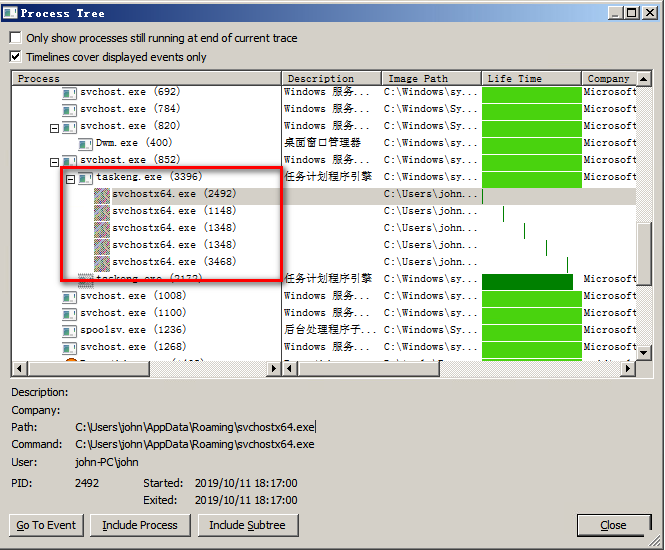 Process Tree
Only show processes still running at end of current trace
Timelines cover displayed events only
Process Description Image Path Life Time Company
svchost.exe (692) Windows 服务... C:\Windows\sy... Microsoft
svchost.exe (784) Windows 服务... C:\Windows\Sy... Microsoft
svchost.exe (820) Windows 服务... C:\Windows\Sy... Microsoft
Dwm.exe (400) 桌面窗口管理器 C:\Windows\sy... Microsoft
svchost.exe (852) Windows 服务... C:\Windows\sy... Microsoft
taskeng.exe (3396) 任务计划程序引擎 C:\Windows\sy... Microsoft
svchostx64.exe (2492) C:\Users\john...
svchostx64.exe (1148) C:\Users\john...
svchostx64.exe (1348) C:\Users\john...
svchostx64.exe (1348) C:\Users\john...
svchostx64.exe (3468) C:\Users\john...
taskeng.exe (2172) 任务计划程序引擎 C:\Windows\sy... Microsoft
svchost.exe (1008) Windows 服务... C:\Windows\sy... Microsoft
svchost.exe (1100) Windows 服务... C:\Windows\sy... Microsoft
spoolsv.exe (1236) 后台处理程序子... C:\Windows\Sy... Microsoft
svchost.exe (1268) Windows 服务... C:\Windows\sy... Microsoft
Description:
Company:
Path: C:\Users\john\AppData\Roaming\svchostx64.exe
Command: C:\Users\john\AppData\Roaming\svchostx64.exe
User: john-PC\john
PID: 2492 Started: 2019/10/11 18:17:00
Exited: 2019/10/11 18:17:00
Go To Event Include Process Include Subtree Close